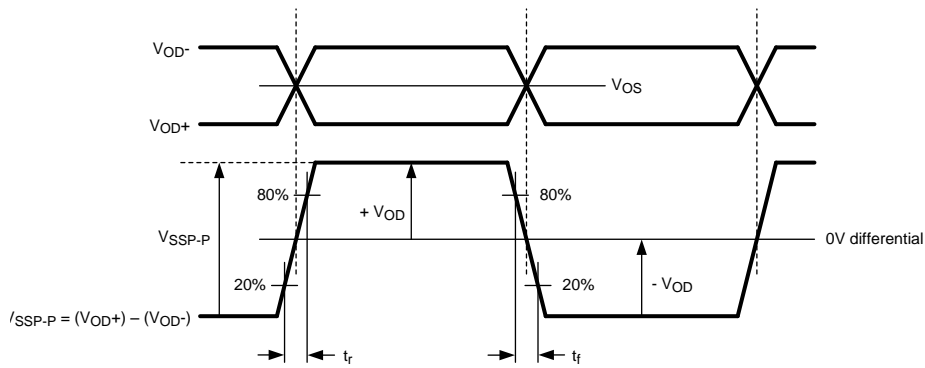 VOD-
VOS
VOD+
80%
80%
+ VOD
VSSP-P
0V differential
20%
20%
- VOD
/SSP-P = (VOD+) – (VOD-)
tr
tf